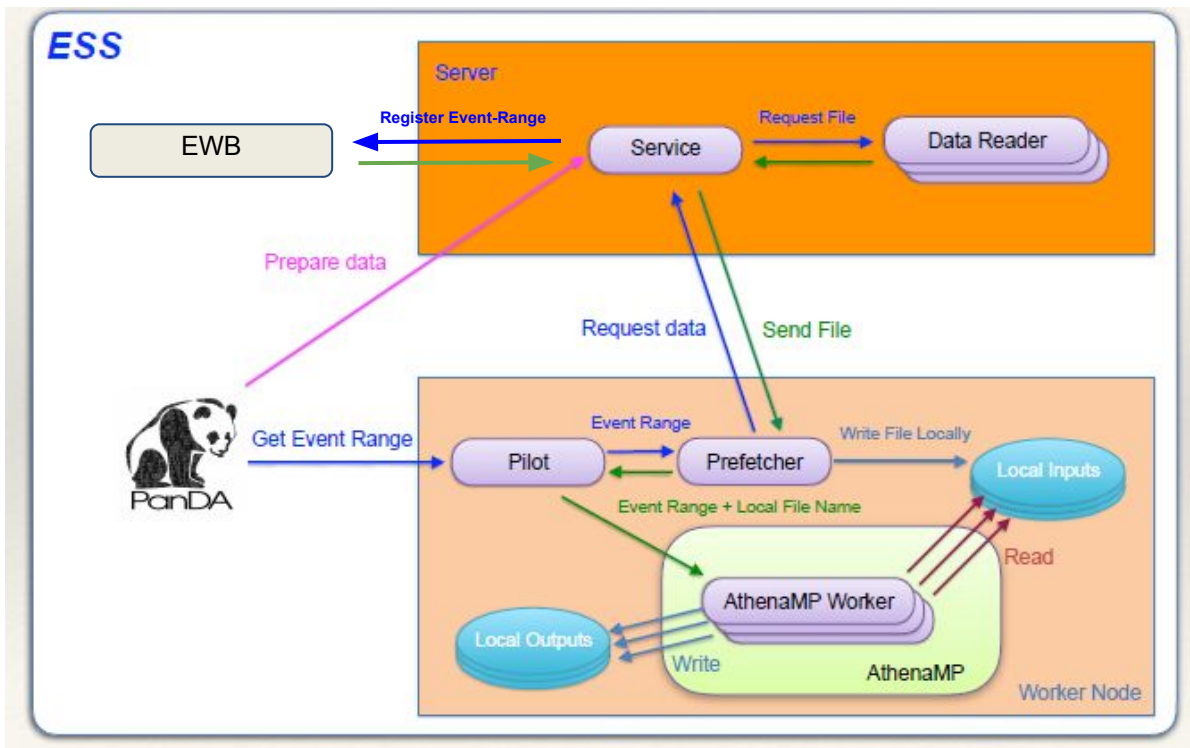 ESS
Server
Register Event-Range
Request File
EWB
Service
Data Reader
Prepare data
Request data
Send File
PanDA
Get Event Range
Event Range
Write File Locally
Pilot
Prefetcher
Local Inputs
Event Range + Local File Name
Read
AthenaMP Worker
Local Outputs
Write
AthenaMP
Worker Node